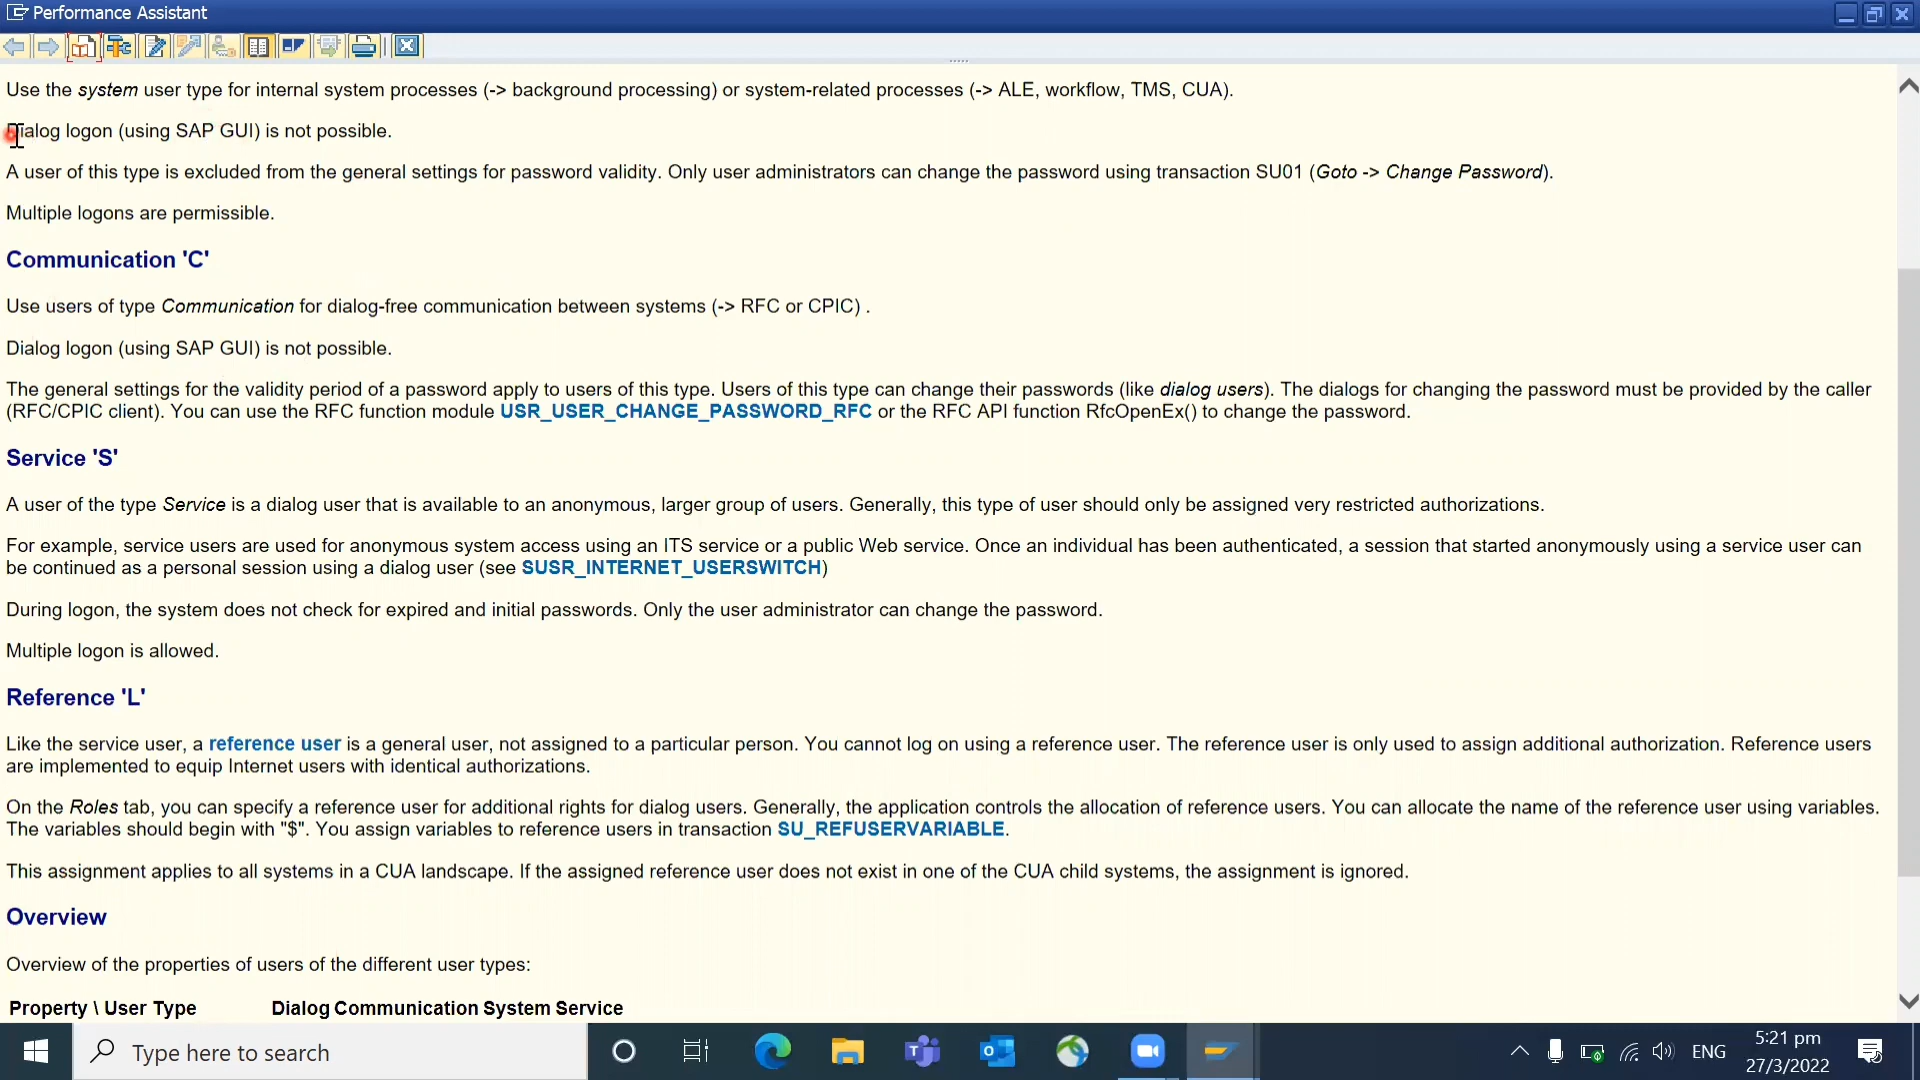 Performance Assistant
Use the system user type for internal system processes (-> background processing) or system-related processes (-> ALE, workflow, TMS, CUA).
Dialog logon (using SAP GUI) is not possible.
A user of this type is excluded from the general settings for password validity. Only user administrators can change the password using transaction SU01 (Goto -> Change Password).
Multiple logons are permissible.
Communication 'C'
Use users of type Communication for dialog-free communication between systems (-> RFC or CPIC) .
Dialog logon (using SAP GUI) is not possible.
The general settings for the validity period of a password apply to users of this type. Users of this type can change their passwords (like dialog users). The dialogs for changing the password must be provided by the caller
(RFC/CPIC client). You can use the RFC function module USR_USER_CHANGE_PASSWORD_RFC or the RFC API function RfcOpenEx() to change the password.
Service 'S'
A user of the type Service is a dialog user that is available to an anonymous, larger group of users. Generally, this type of user should only be assigned very restricted authorizations.
For example, service users are used for anonymous system access using an ITS service or a public Web service. Once an individual has been authenticated, a session that started anonymously using a service user can
be continued as a personal session using a dialog user (see SUSR_INTERNET_USERSWITCH)
During logon, the system does not check for expired and initial passwords. Only the user administrator can change the password.
Multiple logon is allowed.
Reference 'L'
Like the service user, a reference user is a general user, not assigned to a particular person. You cannot log on using a reference user. The reference user is only used to assign additional authorization. Reference users
are implemented to equip Internet users with identical authorizations.
On the Roles tab, you can specify a reference user for additional rights for dialog users. Generally, the application controls the allocation of reference users. You can allocate the name of the reference user using variables.
The variables should begin with "$". You assign variables to reference users in transaction SU_REFUSERVARIABLE.
This assignment applies to all systems in a CUA landscape. If the assigned reference user does not exist in one of the CUA child systems, the assignment is ignored.
Overview
Overview of the properties of users of the different user types:
Property \ User Type Dialog Communication System Service
Type here to search
ENG
5:21 pm
27/3/2022